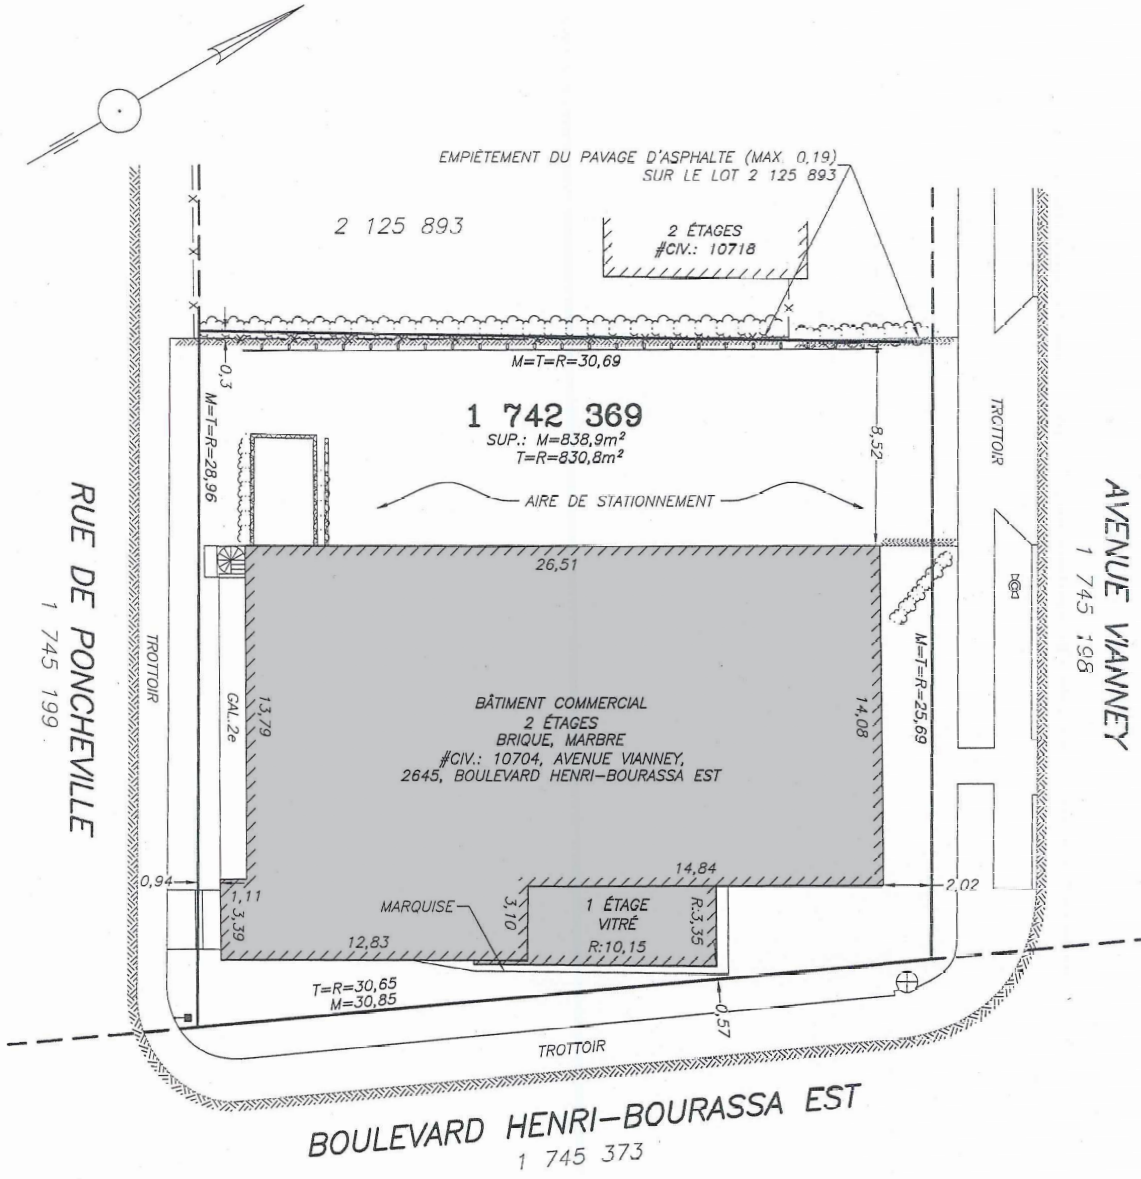 EMPIÈTEMENT DU PAVAGE D'ASPHALTE (MAX. 0,19)
SUR LE LOT 2 125 893
2 125 893
2 ÉTAGES
#CIV.: 10718
M=T=R=30,69
0,3
M=T=R=28,96
1 742 369
SUP.: M=838,9m²
T=R=830,8m²
8,52
TROTTOIR
AIRE DE STATIONNEMENT
RUE DE PONCHEVILLE
1 745 199
AVENUE VIANNEY
1 745 198
26,51
TROTTOIR
GAL.2e
13,79
M=T=R=25,69
14,08
BÂTIMENT COMMERCIAL
2 ÉTAGES
BRIQUE, MARBRE
#CIV.: 10704, AVENUE VIANNEY,
2645, BOULEVARD HENRI-BOURASSA EST
14,84
0,94
2,02
1,11
3,39
MARQUISE
3,10
1 ÉTAGE
VITRÉ
R:10,15
R:3,35
12,83
T=R=30,65
M=30,85
0,57
TROTTOIR
BOULEVARD HENRI-BOURASSA EST
1 745 373